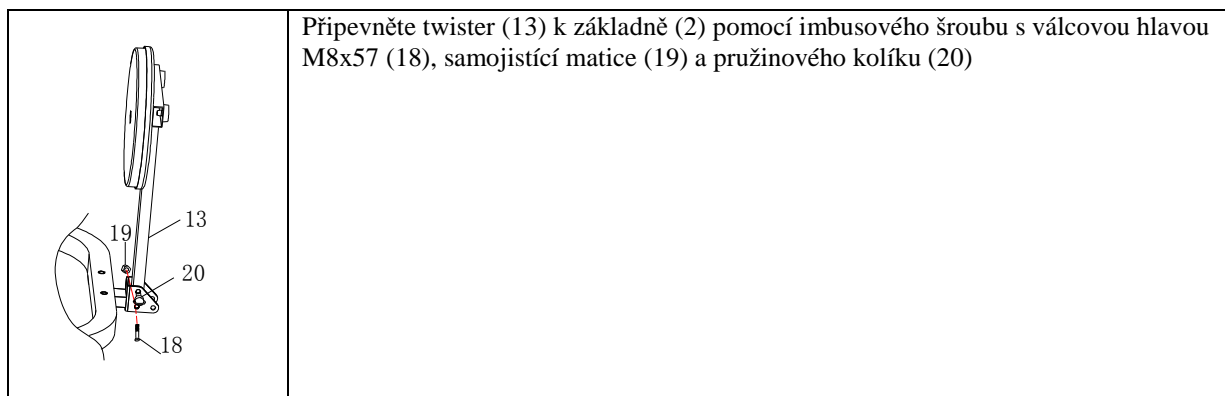 Připevněte twister (13) k základně (2) pomocí imbusového šroubu s válcovou hlavou
M8x57 (18), samojistící matice (19) a pružinového kolíku (20)
13
19
20
18